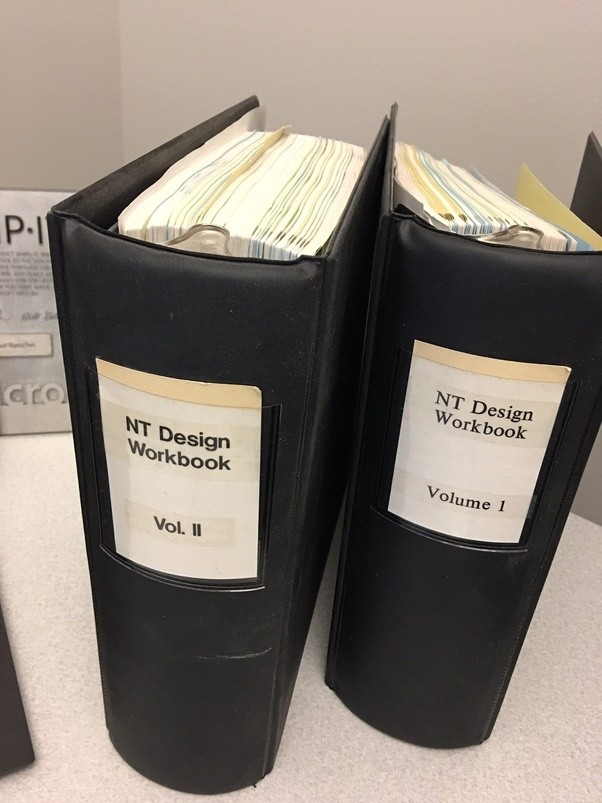 NT Design
Workbook
Vol. II
NT Design
Workbook
Volume 1